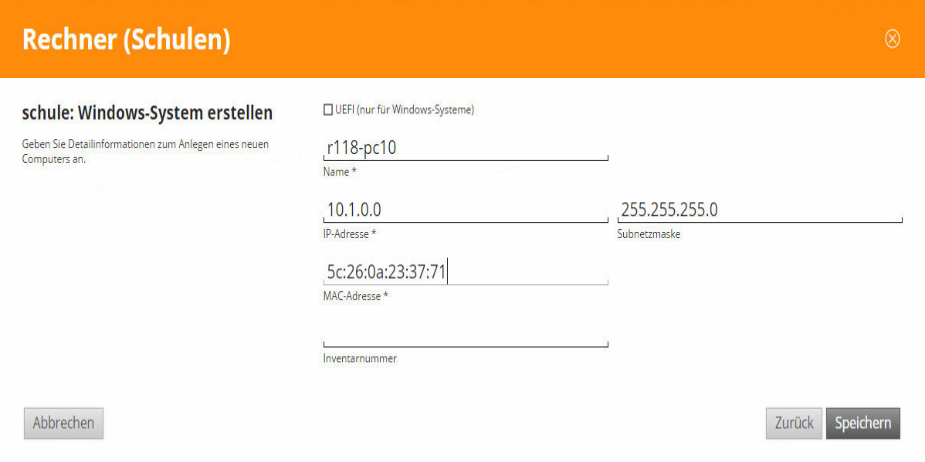 Rechner (Schulen)
schule: Windows-System erstellen
Geben Sie Detailinformationen zum Anlegen eines neuen
Computers an.
UEFI (nur für Windows-Systeme)
r118-pc10
Name *
10.1.0.0
IP-Adresse *
255.255.255.0
Subnetzmaske
5c:26:0a:23:37:71
MAC-Adresse *
Inventarnummer
Abbrechen
Zurück
Speichern